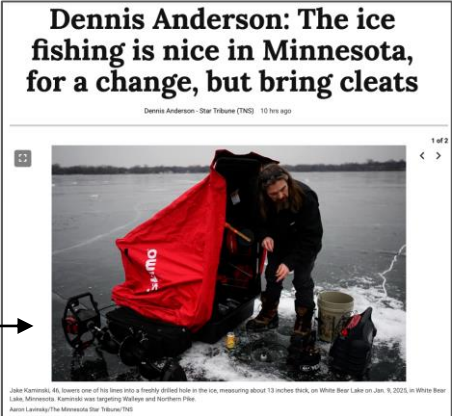 Dennis Anderson: The ice
fishing is nice in Minnesota,
for a change, but bring cleats
Dennis Anderson - Star Tribune (TNS) 10 hrs ago
1 of 2
Jake Kaminski, 46, lowers one of his lines into a freshly drilled hole in the ice, measuring about 13 inches thick, on White Bear Lake on Jan. 9, 2025, in White Bear
Lake, Minnesota. Kaminski was targeting Walleye and Northern Pike.
Aaron Lavinsky/The Minnesota Star Tribune/TNS